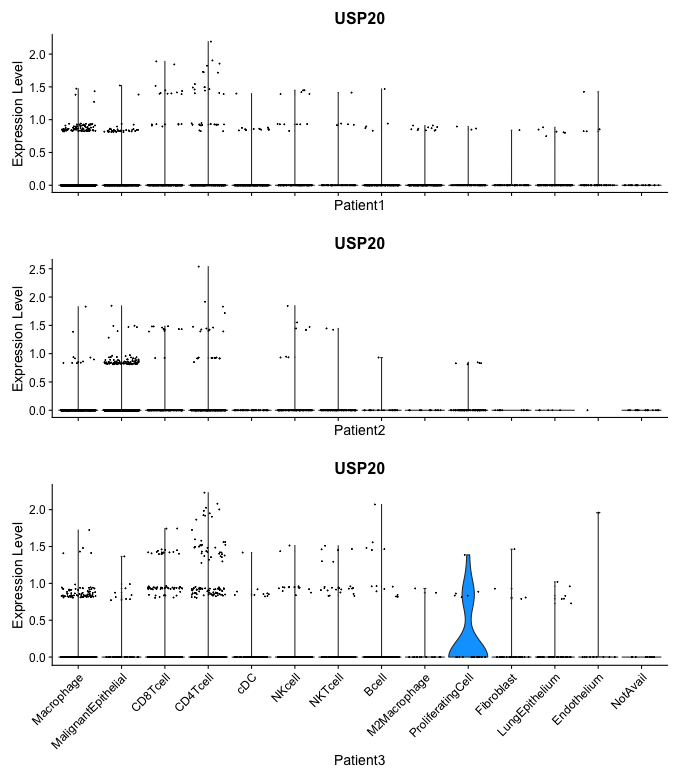 USP20
Expression Level
2.0
1.5
1.0
0.5
0.0
Patient1
USP20
Expression Level
2.5
2.0
1.5
1.0
0.5
0.0
Patient2
USP20
Expression Level
2.0
1.5
1.0
0.5
0.0
Macrophage
MalignantEpithelial
CD8Tcell
CD4Tcell
cDC
NKcell
NKTcell
Bcell
M2Macrophage
ProliferatingCell
Fibroblast
LungEpithelium
Endothelium
NotAvail
Patient3